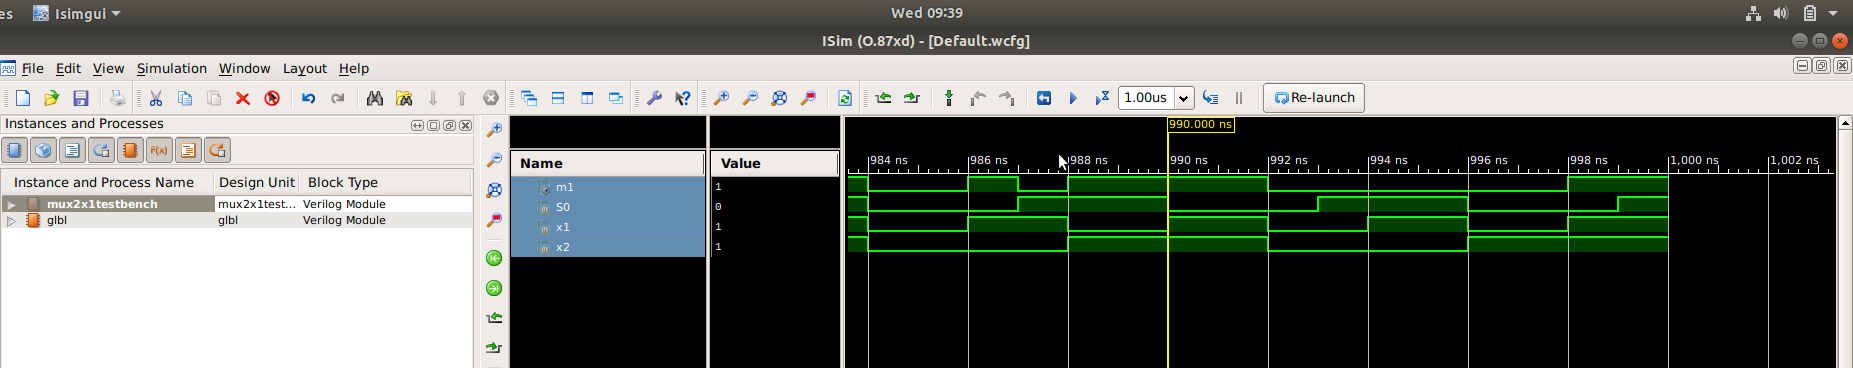 es Isimgui Wed 09:39
ISim (O.87xd) - [Default.wcfg]
File Edit View Simulation Window Layout Help
1.00us Re-launch
Instances and Processes
990.000 ns
984 ns 986 ns 988 ns 990 ns 992 ns 994 ns 996 ns 998 ns 1,000 ns 1,002 ns
Name Value
Instance and Process Name Design Unit Block Type
m1 1
mux2x1testbench mux2x1test... Verilog Module
S0 0
glbl glbl Verilog Module
x1 1
x2 1